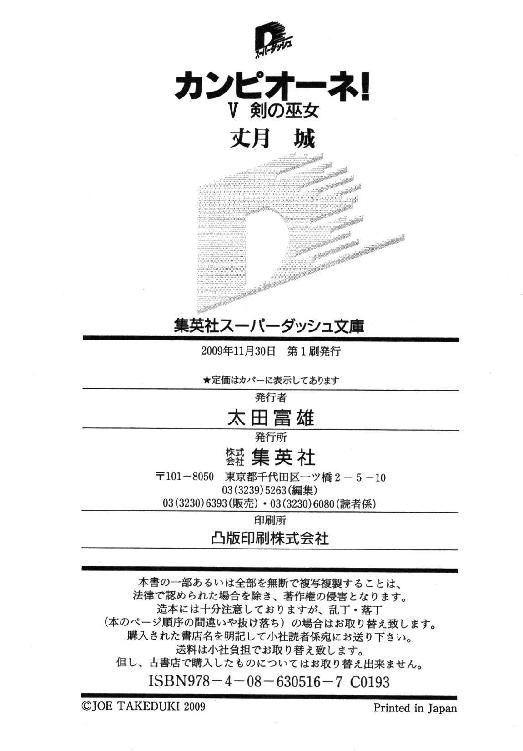 スーパーダッシュ
カンピオーネ!
V 剣の巫女
丈月 城
集英社スーパーダッシュ文庫
2009年11月30日 第1刷発行
★定価はカバーに表示してあります
発行者
太田富雄
発行所
株式会社 集英社
〒101-8050 東京都千代田区一ツ橋2-5-10
03(3239)5263(編集)
03(3230)6393(販売)・03(3230)6080(読者係)
印刷所
凸版印刷株式会社
本書の一部あるいは全部を無断で複写複製することは、
法律で認められた場合を除き、著作権の侵害となります。
造本には十分注意しておりますが、乱丁・落丁
(本のページ順序の間違いや抜け落ち)の場合はお取り替え致します。
購入された書店名を明記して小社読者係宛にお送り下さい。
送料は小社負担でお取り替え致します。
但し、古書店で購入したものについてはお取り替え出来ません。
ISBN978-4-08-630516-7 C0193
©JOE TAKEDUKI 2009
Printed in Japan